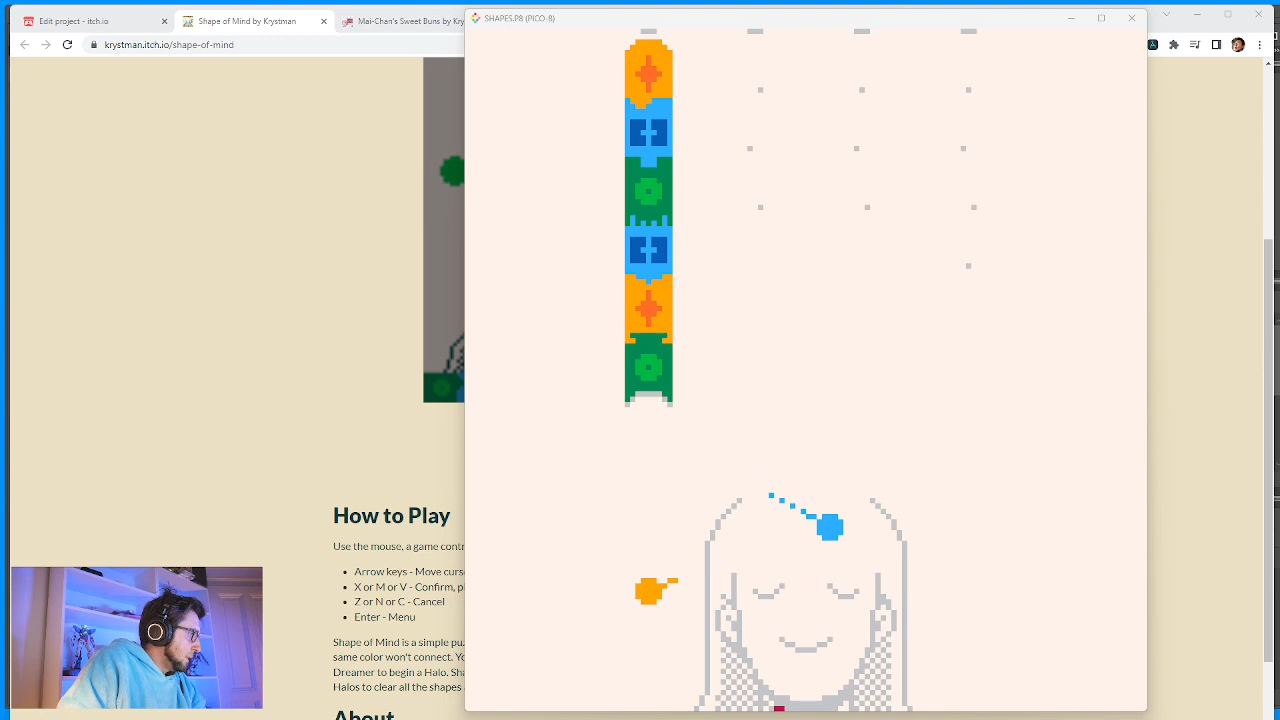 Edit project - itch.io
Shape of Mind by Krystman
Mai-Chan's Sweet Buns by Kry
SHAPES.P8 (PICO-8)
krystman.itch.io/shape-of-mind
How to Play
Use the mouse, a game contr
Arrow keys - Move curs
X or M or V - Confirm, p
Z or N or C - Cancel
Enter - Menu
Shape of Mind is a simple puz
same color won't connect. Yo
Dreamer to begin a Halo. Sha
Halos to clear all the shapes a
About